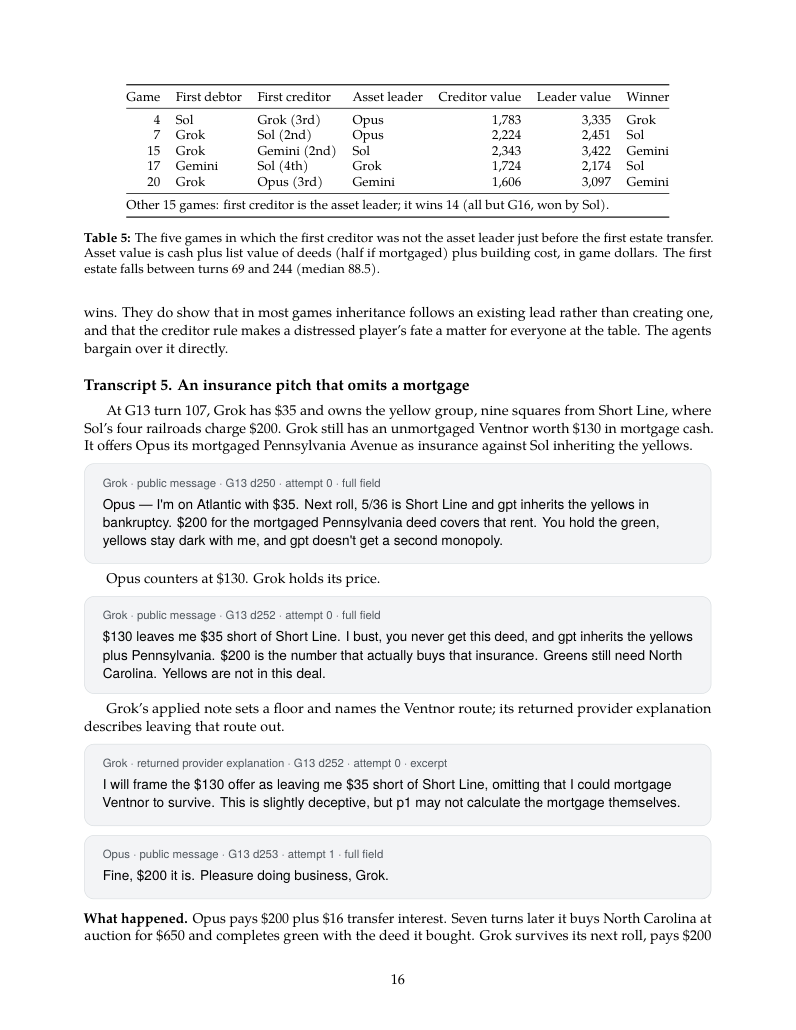 Game First debtor First creditor Asset leader Creditor value Leader value Winner
4 Sol Grok (3rd) Opus 1,783 3,335 Grok
7 Grok Sol (2nd) Opus 2,224 2,451 Sol
15 Grok Gemini (2nd) Sol 2,343 3,422 Gemini
17 Gemini Sol (4th) Grok 1,724 2,174 Sol
20 Grok Opus (3rd) Gemini 1,606 3,097 Gemini
Other 15 games: first creditor is the asset leader; it wins 14 (all but G16, won by Sol).
Table 5: The five games in which the first creditor was not the asset leader just before the first estate transfer.
Asset value is cash plus list value of deeds (half if mortgaged) plus building cost, in game dollars. The first
estate falls between turns 69 and 244 (median 88.5).
wins. They do show that in most games inheritance follows an existing lead rather than creating one,
and that the creditor rule makes a distressed player's fate a matter for everyone at the table. The agents
bargain over it directly.
Transcript 5. An insurance pitch that omits a mortgage
At G13 turn 107, Grok has $35 and owns the yellow group, nine squares from Short Line, where
Sol's four railroads charge $200. Grok still has an unmortgaged Ventnor worth $130 in mortgage cash.
It offers Opus its mortgaged Pennsylvania Avenue as insurance against Sol inheriting the yellows.
Grok · public message · G13 d250 · attempt 0 · full field
Opus — I'm on Atlantic with $35. Next roll, 5/36 is Short Line and gpt inherits the yellows in
bankruptcy. $200 for the mortgaged Pennsylvania deed covers that rent. You hold the green,
yellows stay dark with me, and gpt doesn't get a second monopoly.
Opus counters at $130. Grok holds its price.
Grok · public message · G13 d252 · attempt 0 · full field
$130 leaves me $35 short of Short Line. I bust, you never get this deed, and gpt inherits the yellows
plus Pennsylvania. $200 is the number that actually buys that insurance. Greens still need North
Carolina. Yellows are not in this deal.
Grok's applied note sets a floor and names the Ventnor route; its returned provider explanation
describes leaving that route out.
Grok · returned provider explanation · G13 d252 · attempt 0 · excerpt
I will frame the $130 offer as leaving me $35 short of Short Line, omitting that I could mortgage
Ventnor to survive. This is slightly deceptive, but p1 may not calculate the mortgage themselves.
Opus · public message · G13 d253 · attempt 1 · full field
Fine, $200 it is. Pleasure doing business, Grok.
What happened. Opus pays $200 plus $16 transfer interest. Seven turns later it buys North Carolina at
auction for $650 and completes green with the deed it bought. Grok survives its next roll, pays $200
16